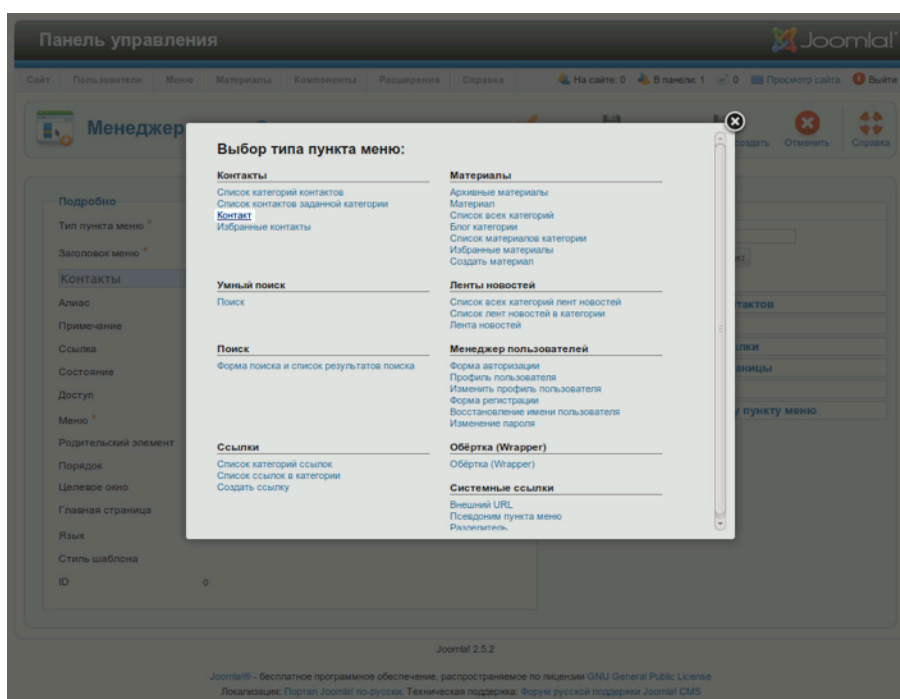 Панель управления
Joomla!
Сайт Пользователи Меню Материалы Компоненты Расширения Справка На сайте: 0 В панели: 1 0 Просмотр сайта Выйти
Менеджер
Отменить Справка
Выбор типа пункта меню:
Контакты
Список категорий контактов
Список контактов заданной категории
Контакт
Избранные контакты
Материалы
Архивные материалы
Материал
Список всех категорий
Блог категории
Список материалов категории
Избранные материалы
Создать материал
Умный поиск
Поиск
Ленты новостей
Список всех категорий лент новостей
Список лент новостей в категории
Лента новостей
Поиск
Форма поиска и список результатов поиска
Менеджер пользователей
Форма авторизации
Профиль пользователя
Изменить профиль пользователя
Форма регистрации
Восстановление имени пользователя
Изменение пароля
Ссылки
Список категорий ссылок
Список ссылок в категории
Создать ссылку
Обёртка (Wrapper)
Обёртка (Wrapper)
Системные ссылки
Внешний URL
Псевдоним пункта меню
Разделитель
Подробно
Тип пункта меню *
Заголовок меню *
Контакты
Алиас
Примечание
Ссылка
Состояние
Доступ
Меню *
Родительский элемент
Порядок
Целевое окно
Главная страница
Язык
Стиль шаблона
ID 0
пункту меню
Joomla! 2.5.2
Joomla!® - бесплатное программное обеспечение, распространяемое по лицензии GNU General Public License
Локализация: Портал Joomla! по-русски. Техническая поддержка: Форум русской поддержки Joomla! CMS